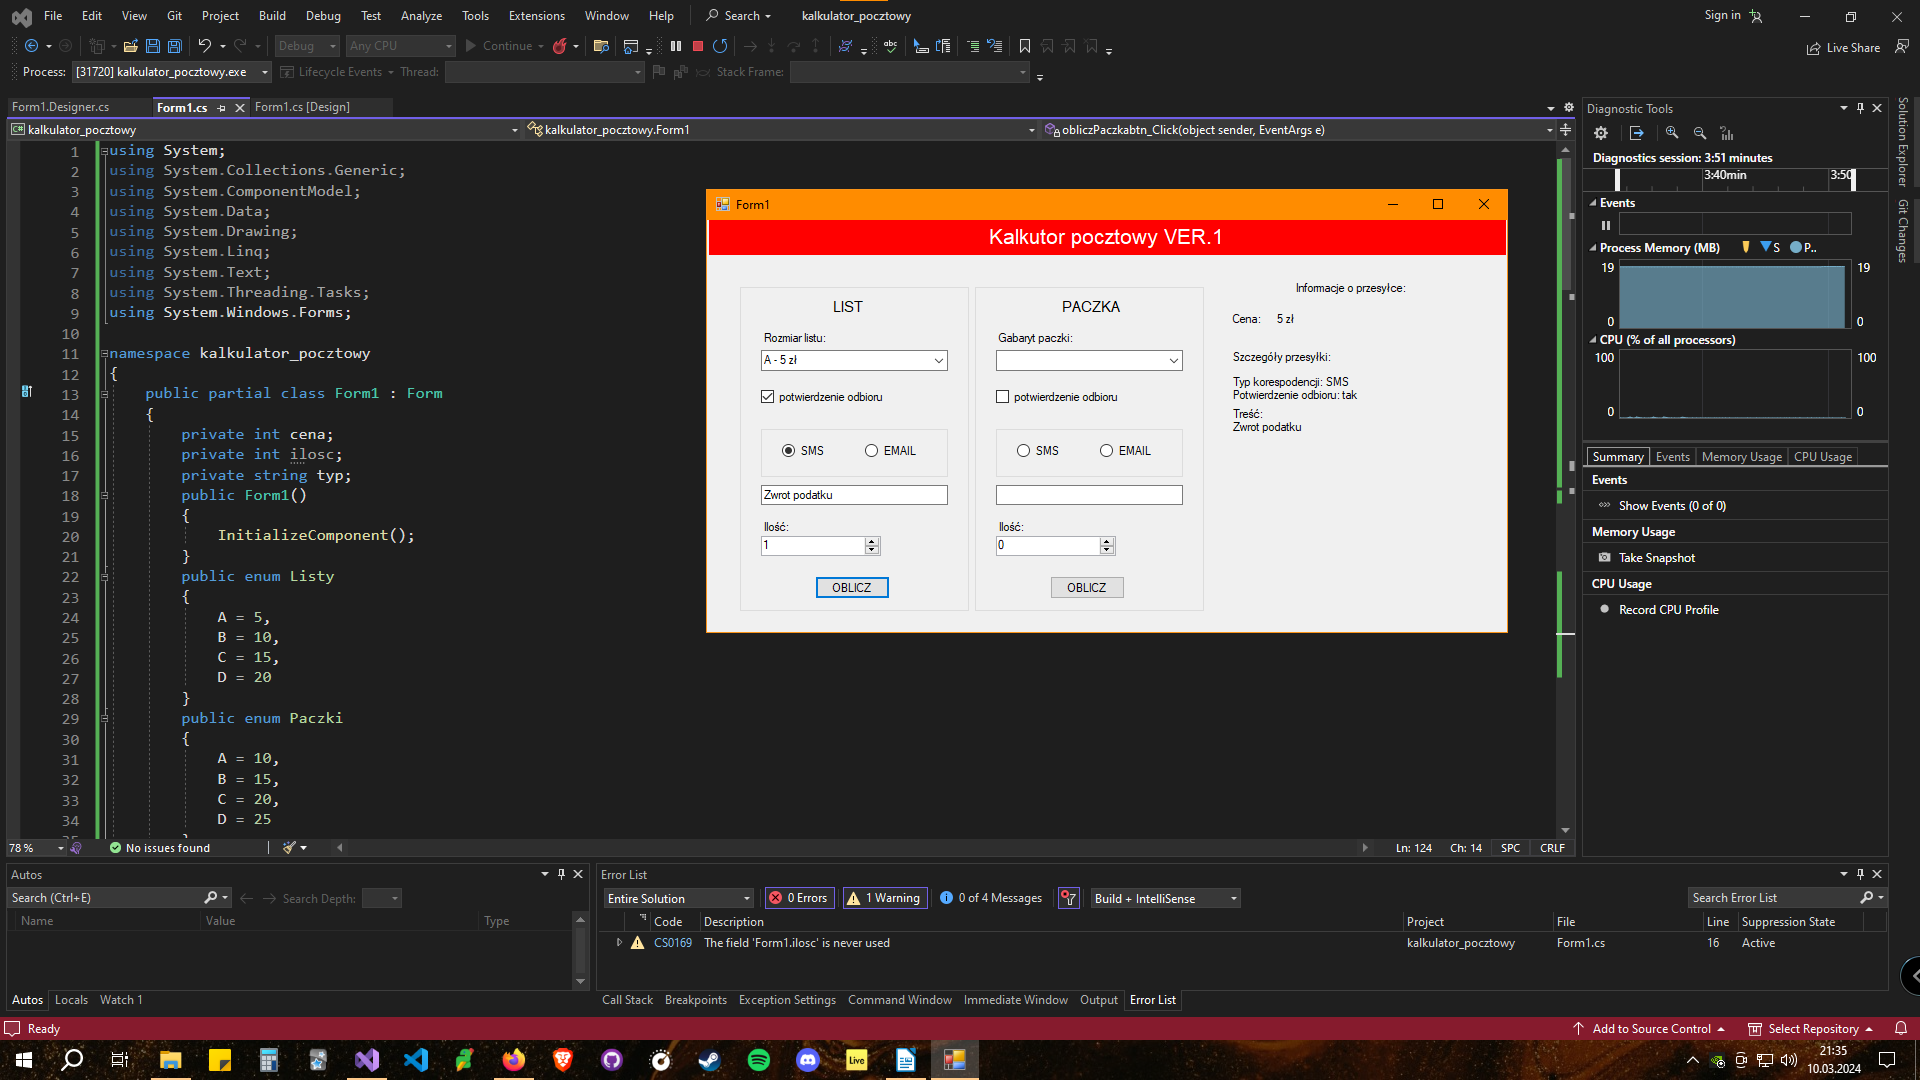 File Edit View Git Project Build Debug Test Analyze Tools Extensions Window Help Search kalkulator_pocztowy Sign in
Debug Any CPU Continue Live Share
Process: [31720] kalkulator_pocztowy.exe Lifecycle Events Thread: Stack Frame:
Form1.Designer.cs Form1.cs Form1.cs [Design]
kalkulator_pocztowy kalkulator_pocztowy.Form1 obliczPaczkabtn_Click(object sender, EventArgs e)
1 using System;
2 using System.Collections.Generic;
3 using System.ComponentModel;
4 using System.Data;
5 using System.Drawing;
6 using System.Linq;
7 using System.Text;
8 using System.Threading.Tasks;
9 using System.Windows.Forms;
10
11 namespace kalkulator_pocztowy
12 {
13 public partial class Form1 : Form
14 {
15 private int cena;
16 private int ilosc;
17 private string typ;
18 public Form1()
19 {
20 InitializeComponent();
21 }
22 public enum Listy
23 {
24 A = 5,
25 B = 10,
26 C = 15,
27 D = 20
28 }
29 public enum Paczki
30 {
31 A = 10,
32 B = 15,
33 C = 20,
34 D = 25
35 }
78 % No issues found Ln: 124 Ch: 14 SPC CRLF
Form1
Kalkutor pocztowy VER.1
LIST
Rozmiar listu:
A - 5 zł
potwierdzenie odbioru
SMS EMAIL
Zwrot podatku
Ilość:
1
OBLICZ
PACZKA
Gabaryt paczki:
potwierdzenie odbioru
SMS EMAIL
Ilość:
0
OBLICZ
Informacje o przesyłce:
Cena: 5 zł
Szczegóły przesyłki:
Typ korespodencji: SMS
Potwierdzenie odbioru: tak
Treść:
Zwrot podatku
Diagnostic Tools
Diagnostics session: 3:51 minutes
3:40min 3:50
Events
Process Memory (MB) S P..
19 19
0 0
CPU (% of all processors)
100 100
0 0
Summary Events Memory Usage CPU Usage
Events
Show Events (0 of 0)
Memory Usage
Take Snapshot
CPU Usage
Record CPU Profile
Solution Explorer
Git Changes
Autos
Search (Ctrl+E) Search Depth:
Name Value Type
Autos Locals Watch 1
Error List
Entire Solution 0 Errors 1 Warning 0 of 4 Messages Build + IntelliSense Search Error List
Code Description Project File Line Suppression State
CS0169 The field 'Form1.ilosc' is never used kalkulator_pocztowy Form1.cs 16 Active
Call Stack Breakpoints Exception Settings Command Window Immediate Window Output Error List
Ready Add to Source Control Select Repository
Live
21:35
10.03.2024